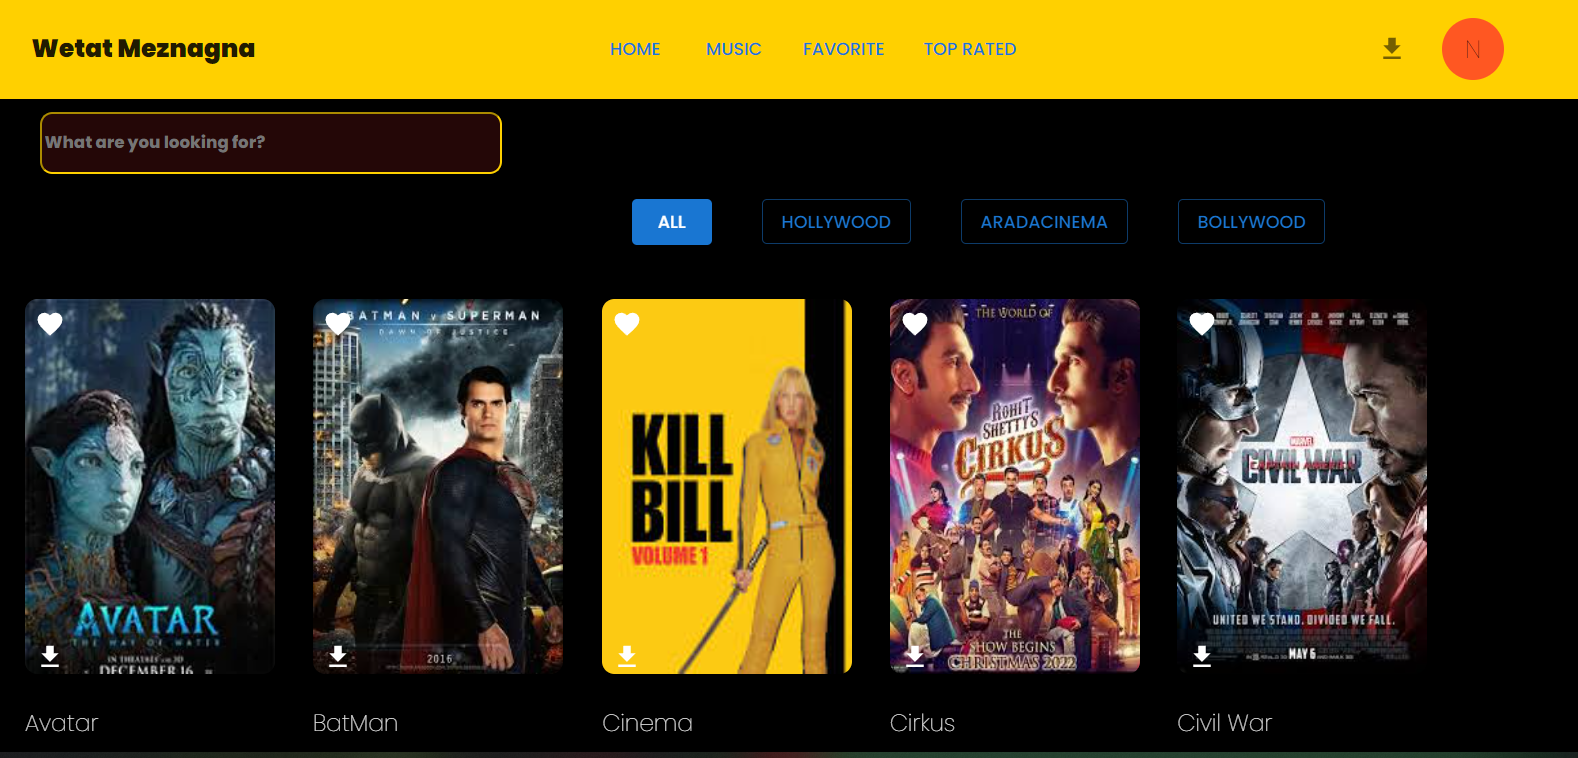 Wetat Meznagna
HOME MUSIC FAVORITE TOP RATED
N
What are you looking for?
ALL HOLLYWOOD ARADACINEMA BOLLYWOOD
AVATAR
THE WAY OF WATER
IN THEATRES 3D
DECEMBER 16
BATMAN v SUPERMAN
DAWN OF JUSTICE
2016
KILL
BILL
VOLUME 1
THE WORLD OF
ROHIT
SHETTY'S
CIRKUS
THE
SHOW BEGINS
CHRISTMAS 2022
MARVEL
CAPTAIN AMERICA
CIVIL WAR
UNITED WE STAND. DIVIDED WE FALL.
MAY 6
Avatar
BatMan
Cinema
Cirkus
Civil War